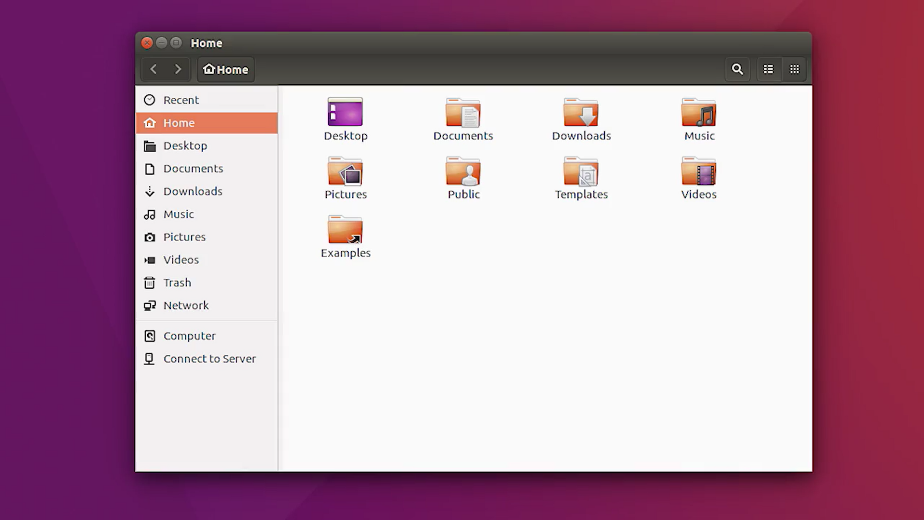 Home
Home
Recent
Home
Desktop
Documents
Downloads
Music
Pictures
Videos
Trash
Network
Computer
Connect to Server
Desktop
Documents
Downloads
Music
Pictures
Public
Templates
Videos
Examples